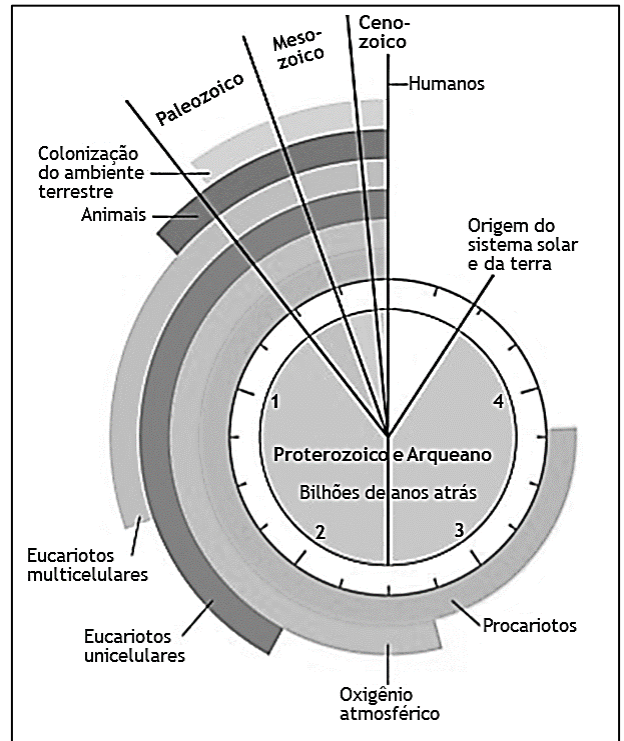 Ceno-
zoico
Meso-
zoico
Paleozoico
Humanos
Colonização
do ambiente
terrestre
Animais
Origem do
sistema solar
e da terra
1
4
Proterozoico e Arqueano
Bilhões de anos atrás
2
3
Eucariotos
multicelulares
Procariotos
Eucariotos
unicelulares
Oxigênio
atmosférico